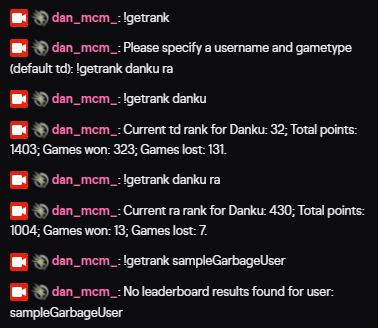 dan_mcm_: !getrank
dan_mcm_: Please specify a username and gametype
(default td): !getrank danku ra
dan_mcm_: !getrank danku
dan_mcm_: Current td rank for Danku: 32; Total points:
1403; Games won: 323; Games lost: 131.
dan_mcm_: !getrank danku ra
dan_mcm_: Current ra rank for Danku: 430; Total points:
1004; Games won: 13; Games lost: 7.
dan_mcm_: !getrank sampleGarbageUser
dan_mcm_: No leaderboard results found for user:
sampleGarbageUser